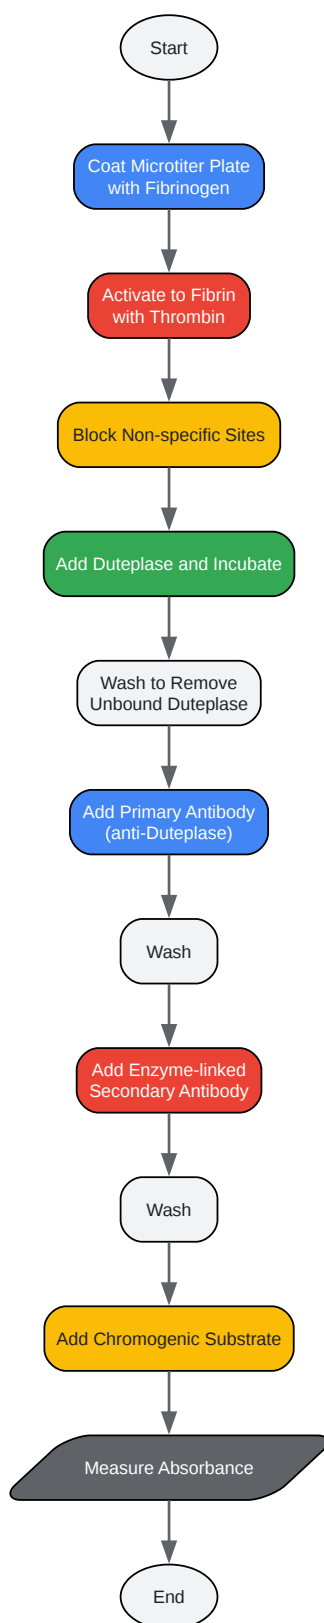 Start
Coat Microtiter Plate
with Fibrinogen
Activate to Fibrin
with Thrombin
Block Non-specific Sites
Add Duteplase and Incubate
Wash to Remove
Unbound Duteplase
Add Primary Antibody
(anti-Duteplase)
Wash
Add Enzyme-linked
Secondary Antibody
Wash
Add Chromogenic Substrate
Measure Absorbance
End